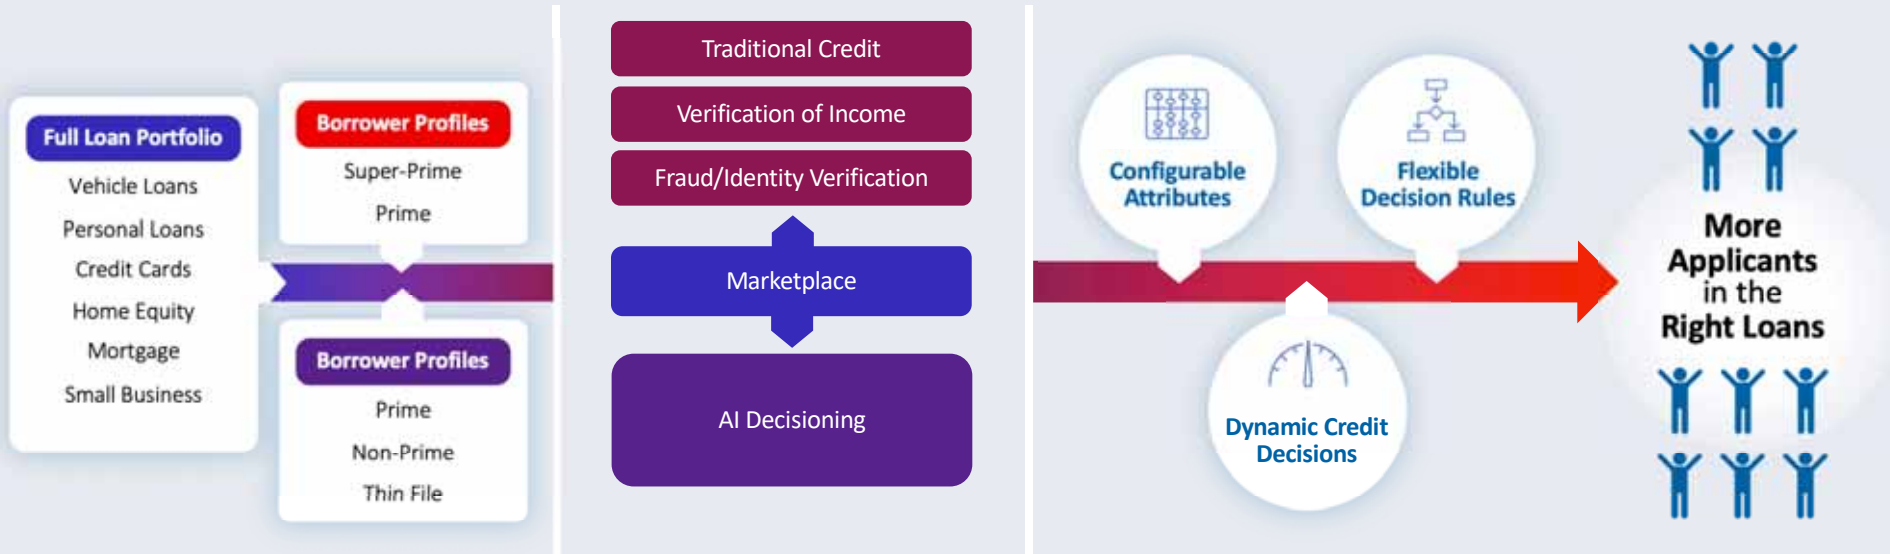 Full Loan Portfolio
Vehicle Loans
Personal Loans
Credit Cards
Home Equity
Mortgage
Small Business
Borrower Profiles
Super-Prime
Prime
Borrower Profiles
Prime
Non-Prime
Thin File
Traditional Credit
Verification of Income
Fraud/Identity Verification
Marketplace
AI Decisioning
Configurable
Attributes
Flexible
Decision Rules
Dynamic Credit
Decisions
More
Applicants
in the
Right Loans